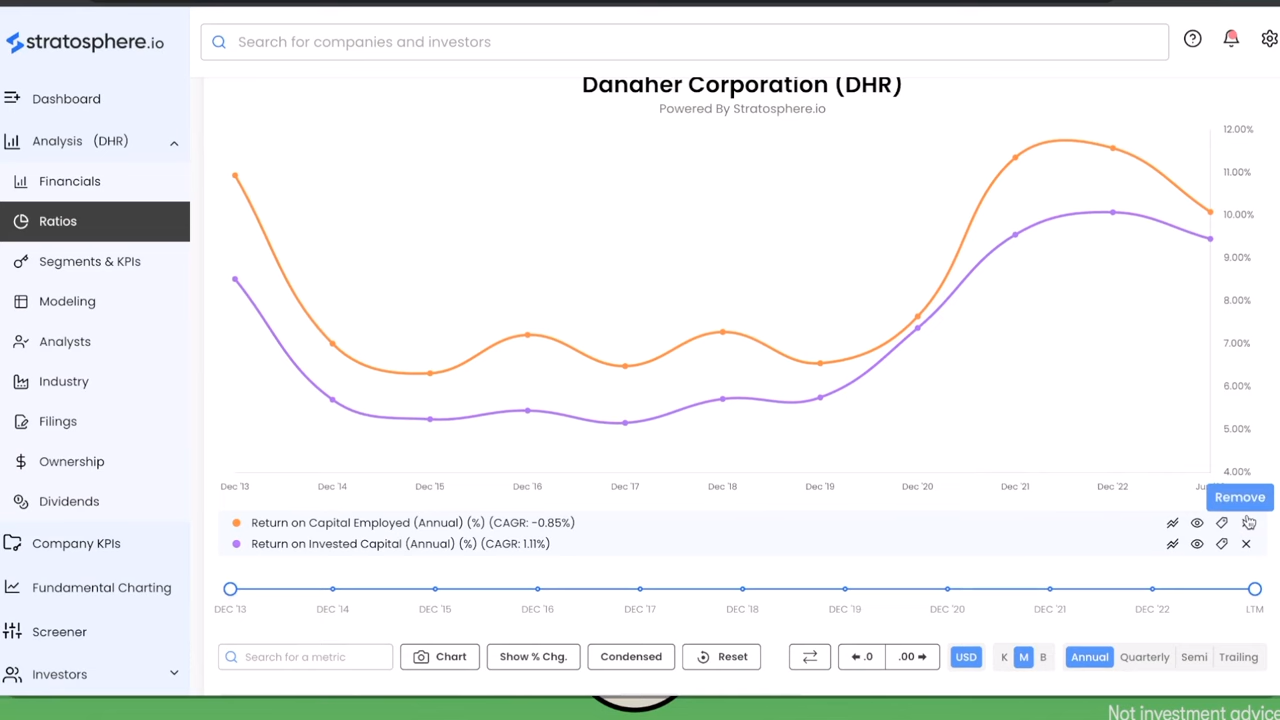 stratosphere.io
Search for companies and investors
Dashboard
Analysis (DHR)
Financials
Ratios
Segments & KPIs
Modeling
Analysts
Industry
Filings
Ownership
Dividends
Company KPIs
Fundamental Charting
Screener
Investors
Danaher Corporation (DHR)
Powered By Stratosphere.io
12.00%
11.00%
10.00%
9.00%
8.00%
7.00%
6.00%
5.00%
4.00%
Dec '13 Dec '14 Dec '15 Dec '16 Dec '17 Dec '18 Dec '19 Dec '20 Dec '21 Dec '22
Remove
Return on Capital Employed (Annual) (%) (CAGR: -0.85%)
Return on Invested Capital (Annual) (%) (CAGR: 1.11%)
DEC '13 DEC '14 DEC '15 DEC '16 DEC '17 DEC '18 DEC '19 DEC '20 DEC '21 DEC '22 LTM
Search for a metric Chart Show % Chg. Condensed Reset .0 .00 USD K M B Annual Quarterly Semi Trailing
Not investment advice